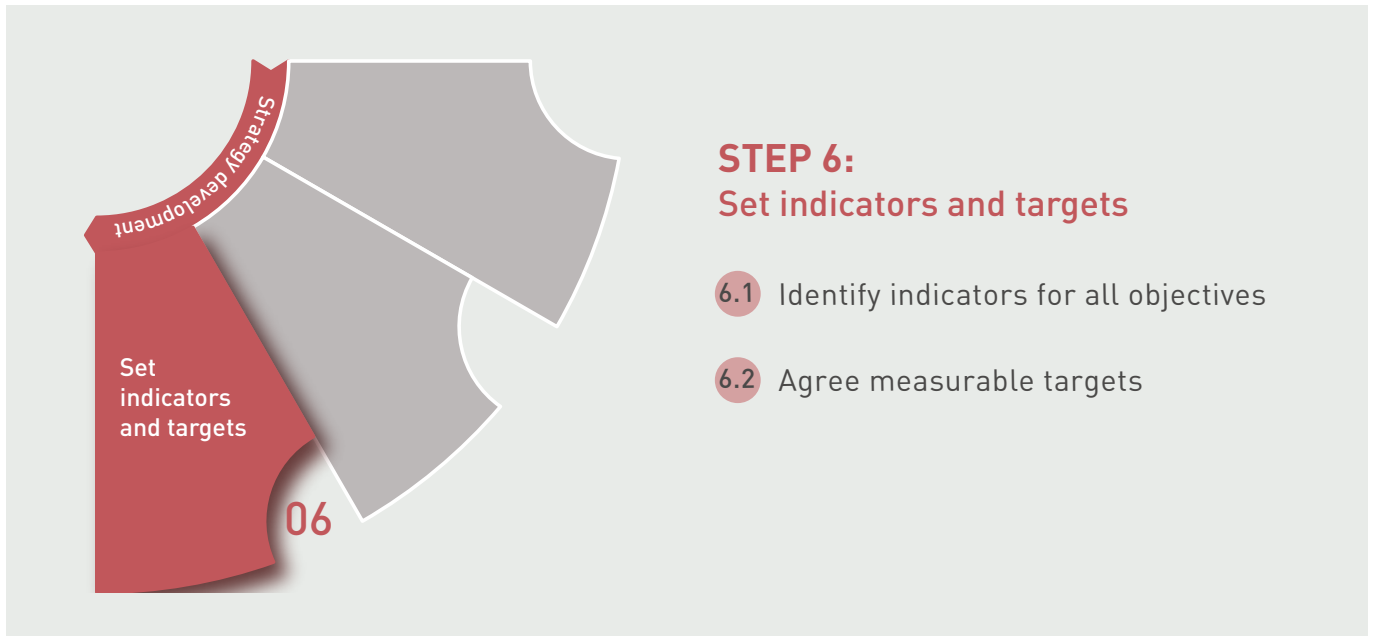 Strategy development
Set
indicators
and targets
06
STEP 6:
Set indicators and targets
6.1 Identify indicators for all objectives
6.2 Agree measurable targets